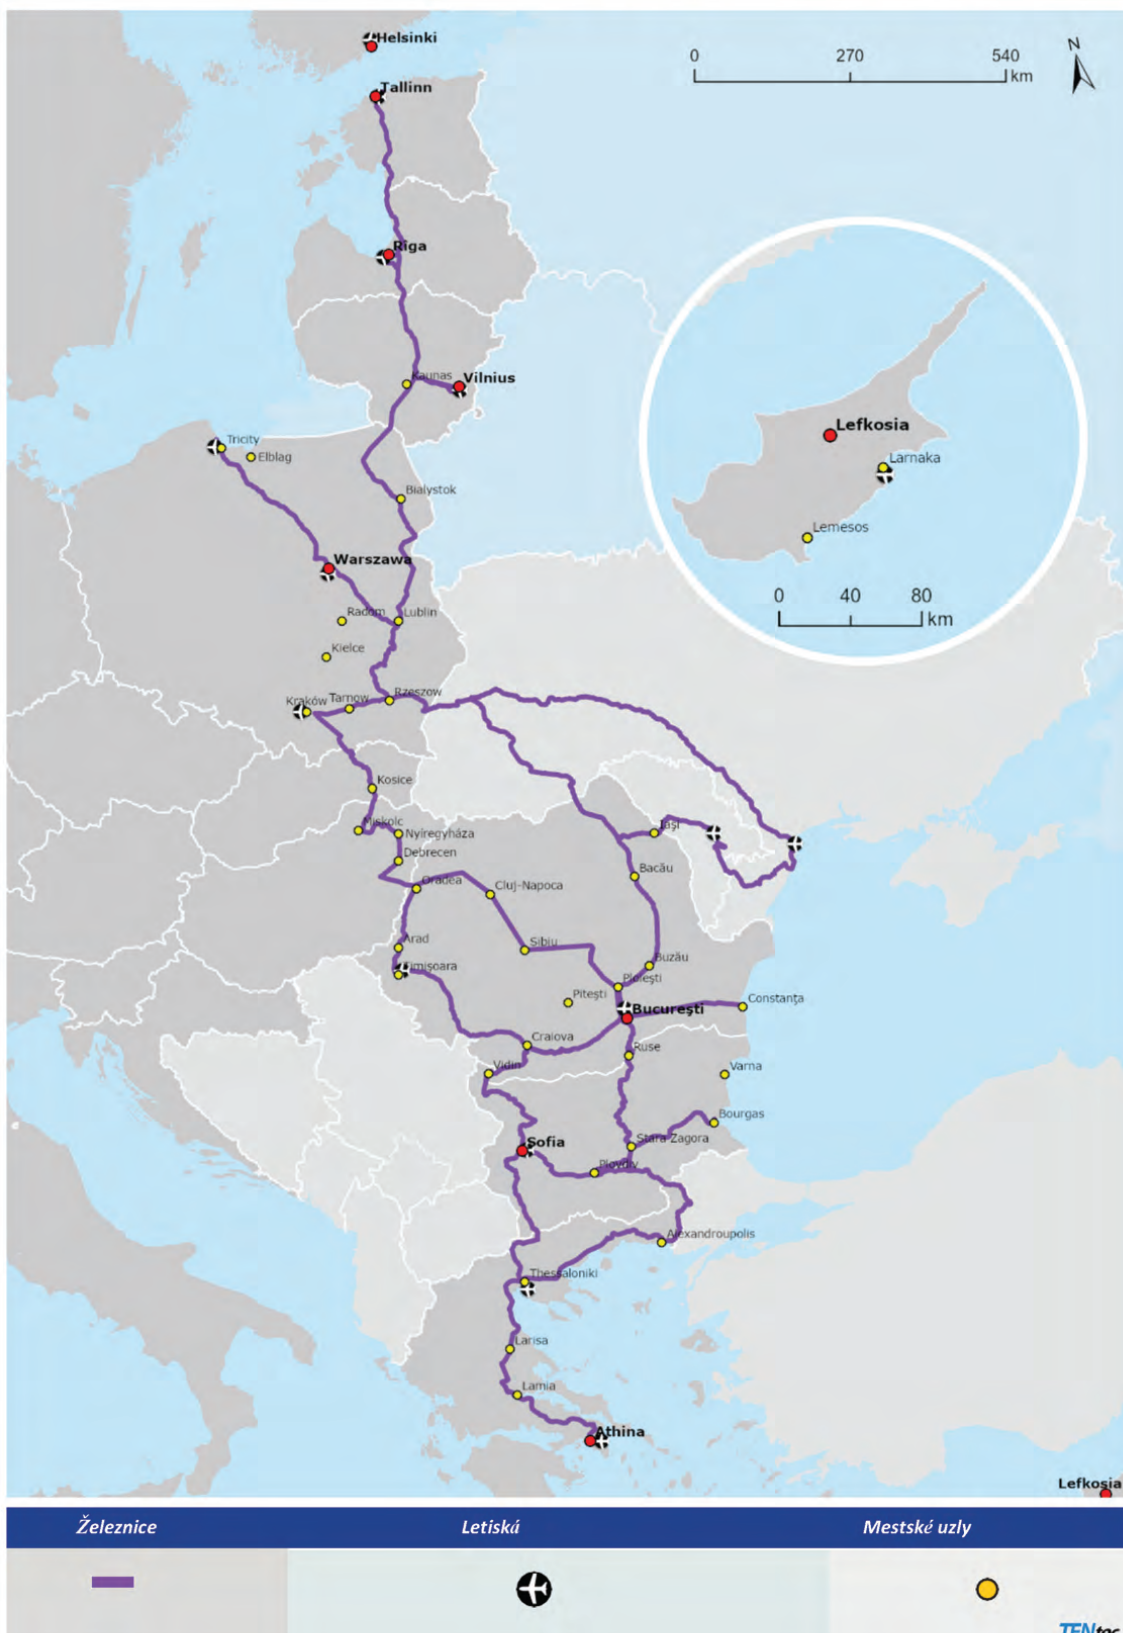 Helsinki
Tallinn
0 270 540
km
N
Rīga
Kaunas
Vilnius
Tricity
Elblag
Bialystok
Lefkosia
Larnaka
Lemesos
0 40 80
km
Warszawa
Radom
Lublin
Kielce
Kraków
Tarnow
Rzeszow
Kosice
Miskolc
Nyíregyháza
Debrecen
Iaşi
Oradea
Cluj-Napoca
Bacău
Arad
Sibiu
Timişoara
Buzău
Ploieşti
Piteşti
Bucureşti
Constanţa
Craiova
Ruse
Vidin
Varna
Bourgas
Sofia
Stara Zagora
Plovdiv
Alexandroupolis
Thessaloniki
Larisa
Lamia
Athina
Lefkosia
Železnice
Letiská
Mestské uzly
TENtec